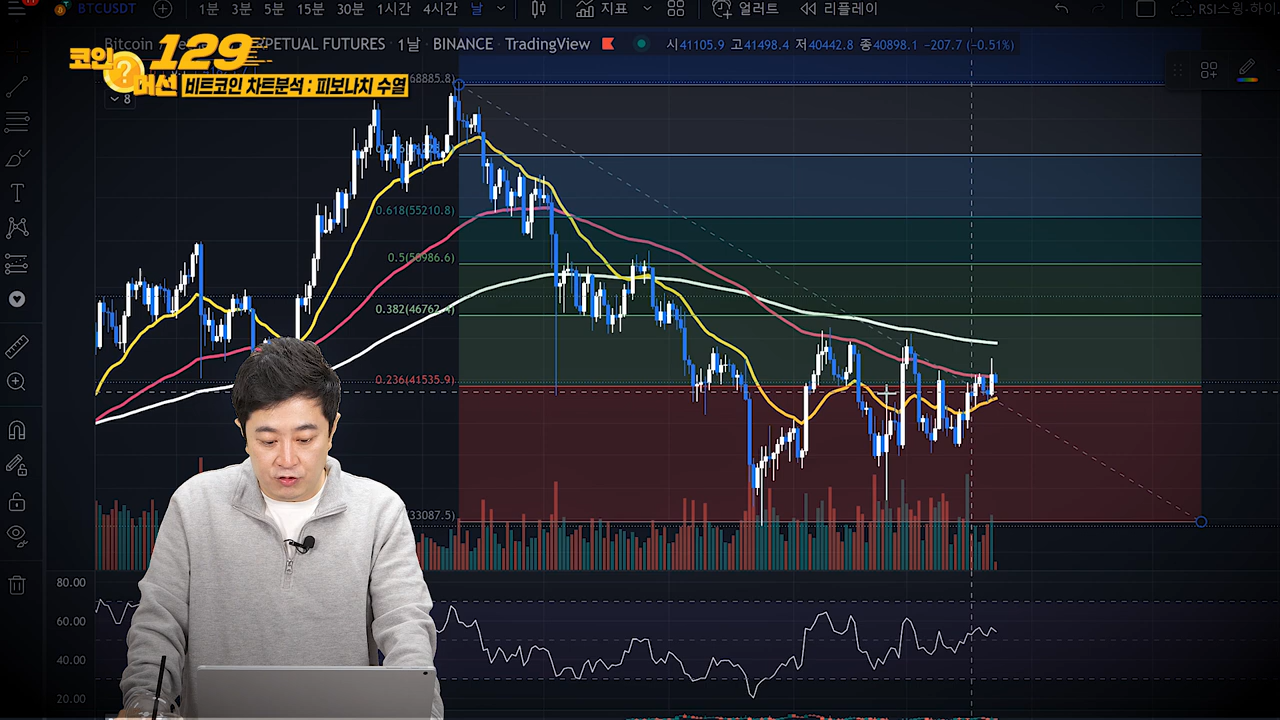 BTCUSDT 1분 3분 5분 15분 30분 1시간 4시간 날 지표 얼러트 리플레이 RSI스윙-하이
Bitcoin PETUAL FUTURES · 1날 · BINANCE · TradingView 시41105.9 고41498.4 저40442.8 종40898.1 -207.7 (-0.51%)
코인 129
머선 비트코인 차트분석 : 피보나치 수열
8
68885.8)
0.618(55210.8)
0.5(50986.6)
0.382(46762.4)
0.236(41535.9)
33087.5)
80.00
60.00
40.00
20.00